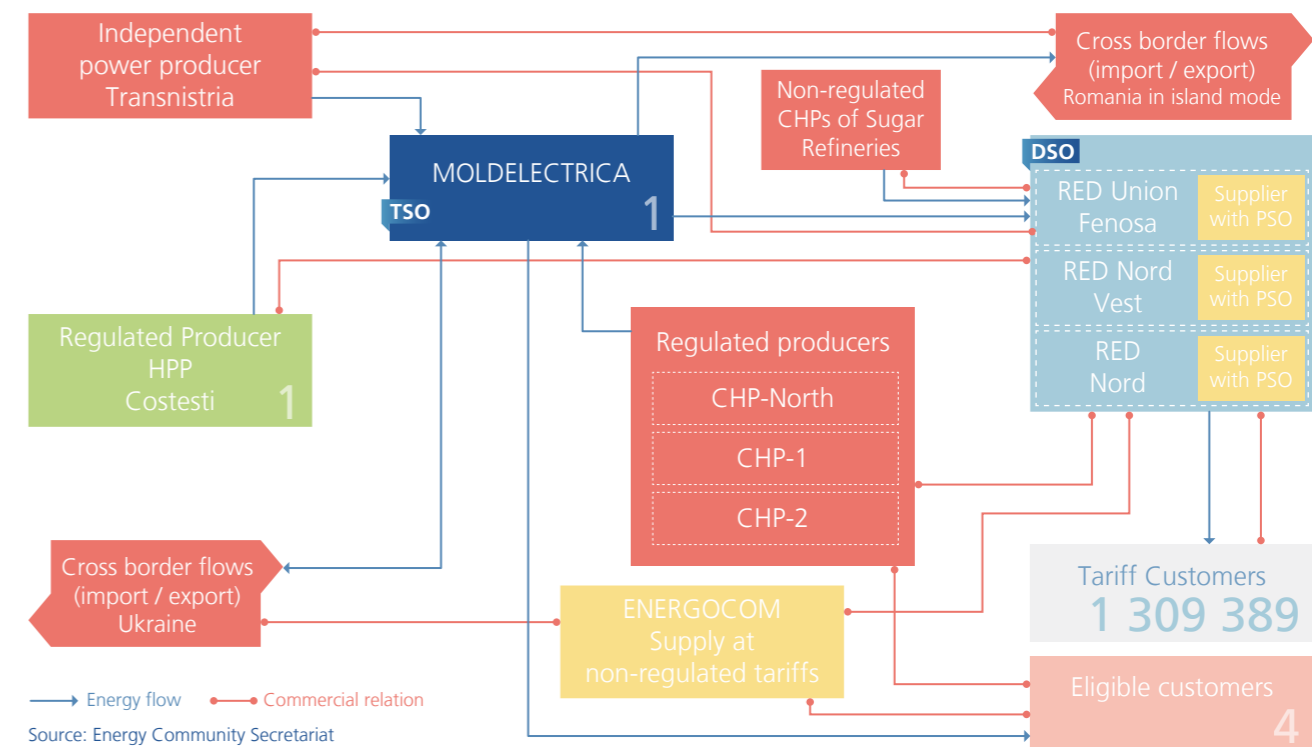 Independent
power producer
Transnistria
Cross border flows
(import / export)
Romania in island mode
Non-regulated
CHPs of Sugar
Refineries
MOLDELECTRICA
TSO
1
DSO
RED Union
Fenosa
Supplier
with PSO
RED Nord
Vest
Supplier
with PSO
RED
Nord
Supplier
with PSO
Regulated Producer
HPP
Costesti
1
Regulated producers
CHP-North
CHP-1
CHP-2
Cross border flows
(import / export)
Ukraine
ENERGOCOM
Supply at
non-regulated tariffs
Tariff Customers
1 309 389
Eligible customers
4
Energy flow
Commercial relation
Source: Energy Community Secretariat